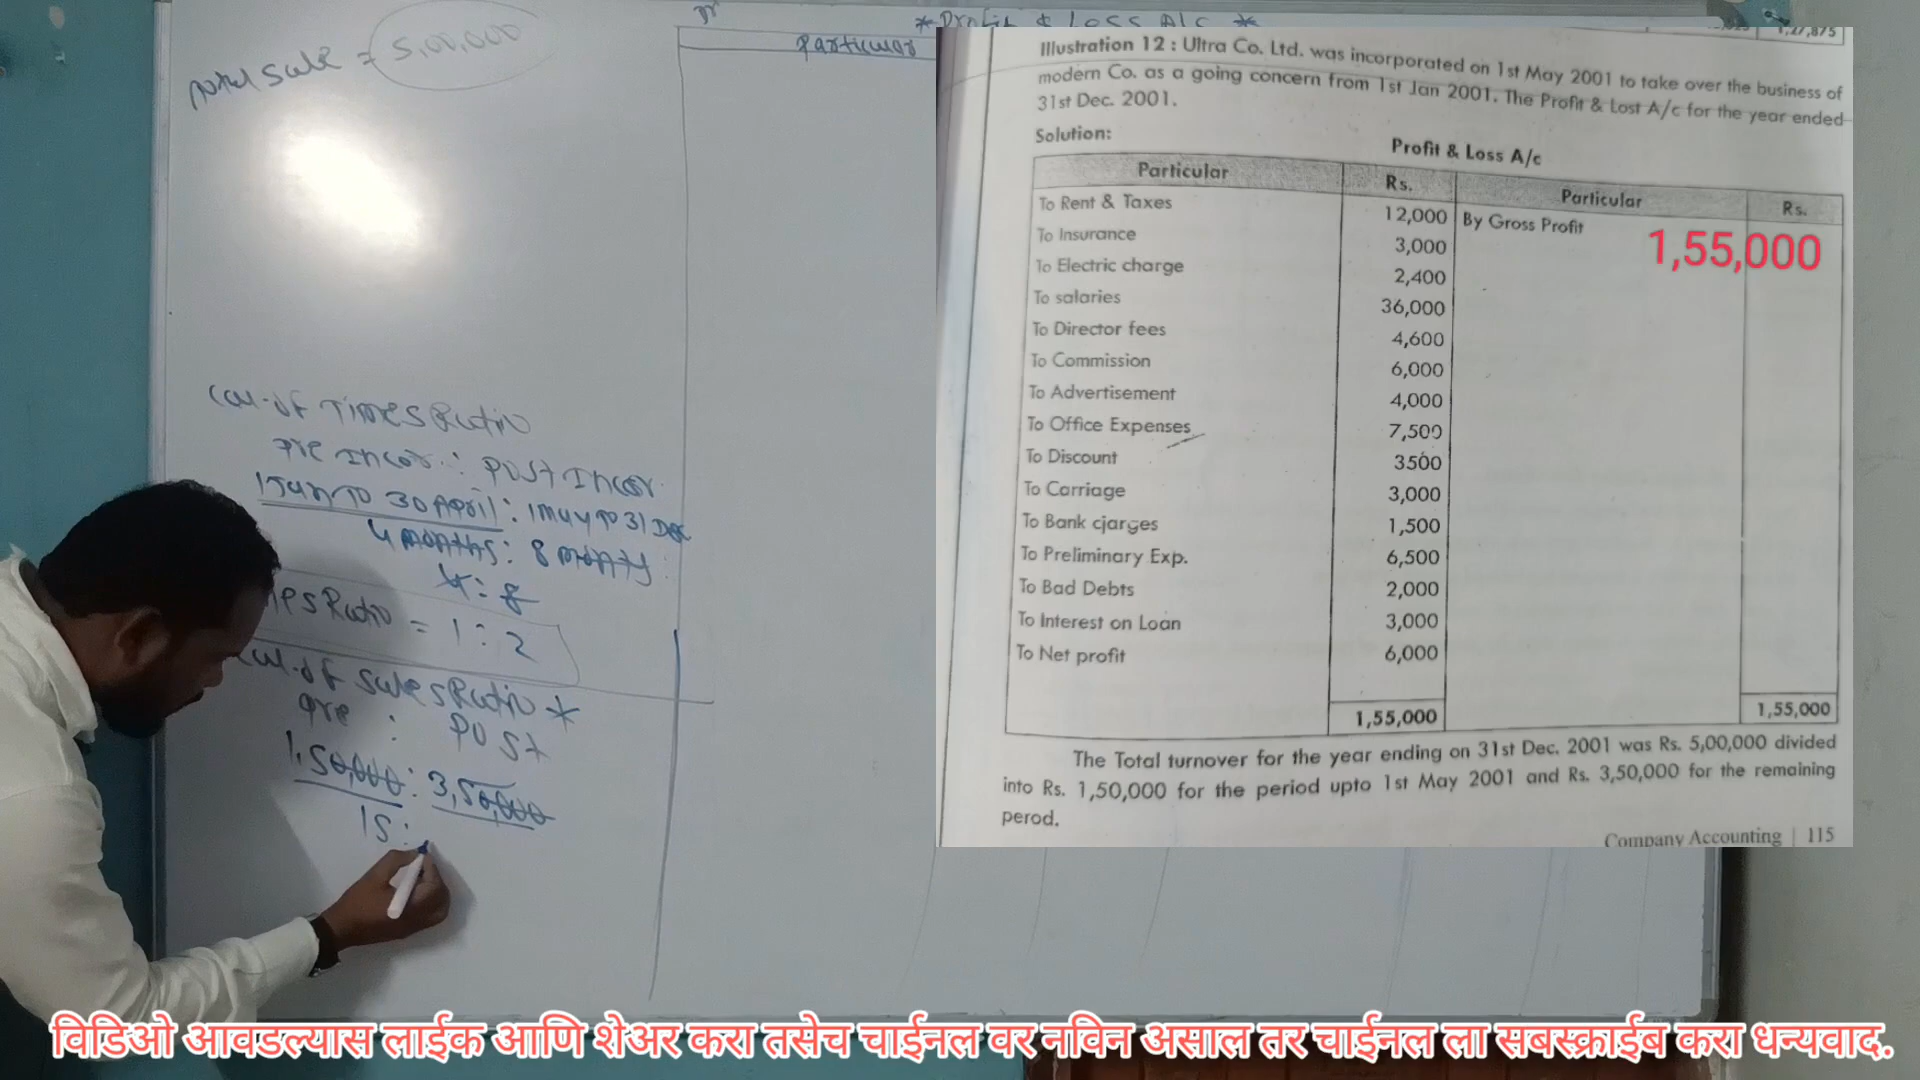 Total Sale = 5,00,000
Dr
* Profit & Loss A/c *
Particular
Cal. of Times Ratio
Pre Incor. : Post Incor.
1 Jan To 30 April : 1 May To 31 Dec
4 months : 8 months
4 : 8
Ratio = 1 : 2
Cal. of Sales Ratio *
Pre : Post
1,50,000 : 3,50,000
15 :
1,27,875
Illustration 12 : Ultra Co. Ltd. was incorporated on 1st May 2001 to take over the business of
modern Co. as a going concern from 1st Jan 2001. The Profit & Lost A/c for the year ended
31st Dec. 2001.
Solution:
Profit & Loss A/c
Particular Rs. Particular Rs.
To Rent & Taxes 12,000 By Gross Profit 1,55,000
To Insurance 3,000
To Electric charge 2,400
To salaries 36,000
To Director fees 4,600
To Commission 6,000
To Advertisement 4,000
To Office Expenses 7,500
To Discount 3500
To Carriage 3,000
To Bank cjarges 1,500
To Preliminary Exp. 6,500
To Bad Debts 2,000
To Interest on Loan 3,000
To Net profit 6,000
1,55,000 1,55,000
The Total turnover for the year ending on 31st Dec. 2001 was Rs. 5,00,000 divided
into Rs. 1,50,000 for the period upto 1st May 2001 and Rs. 3,50,000 for the remaining
perod.
Company Accounting | 115
विडिओ आवडल्यास लाईक आणि शेअर करा तसेच चाईनल वर नविन असाल तर चाईनल ला सबस्क्राईब करा धन्यवाद.